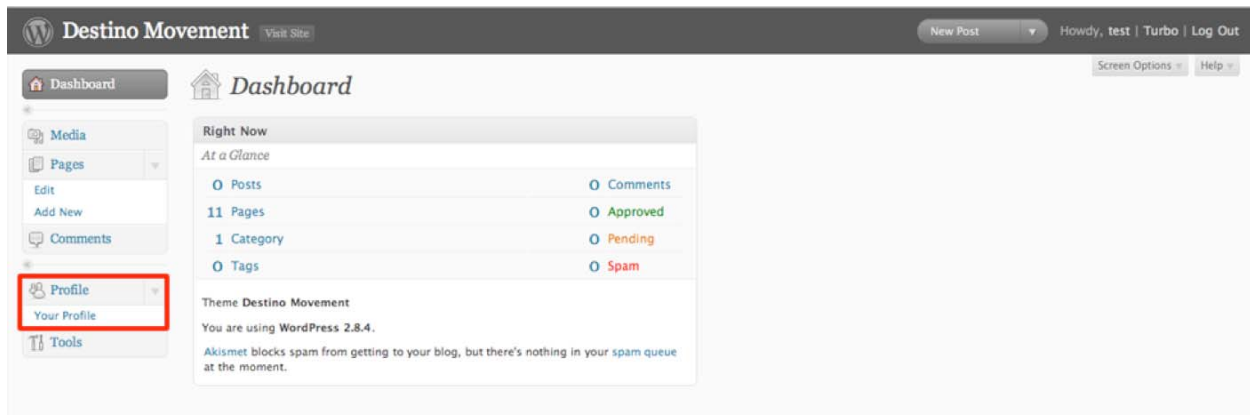 Destino Movement Visit Site
New Post
Howdy, test | Turbo | Log Out
Screen Options
Help
Dashboard
Media
Pages
Edit
Add New
Comments
Profile
Your Profile
Tools
Dashboard
Right Now
At a Glance
0 Posts
0 Comments
11 Pages
0 Approved
1 Category
0 Pending
0 Tags
0 Spam
Theme Destino Movement
You are using WordPress 2.8.4.
Akismet blocks spam from getting to your blog, but there's nothing in your spam queue
at the moment.